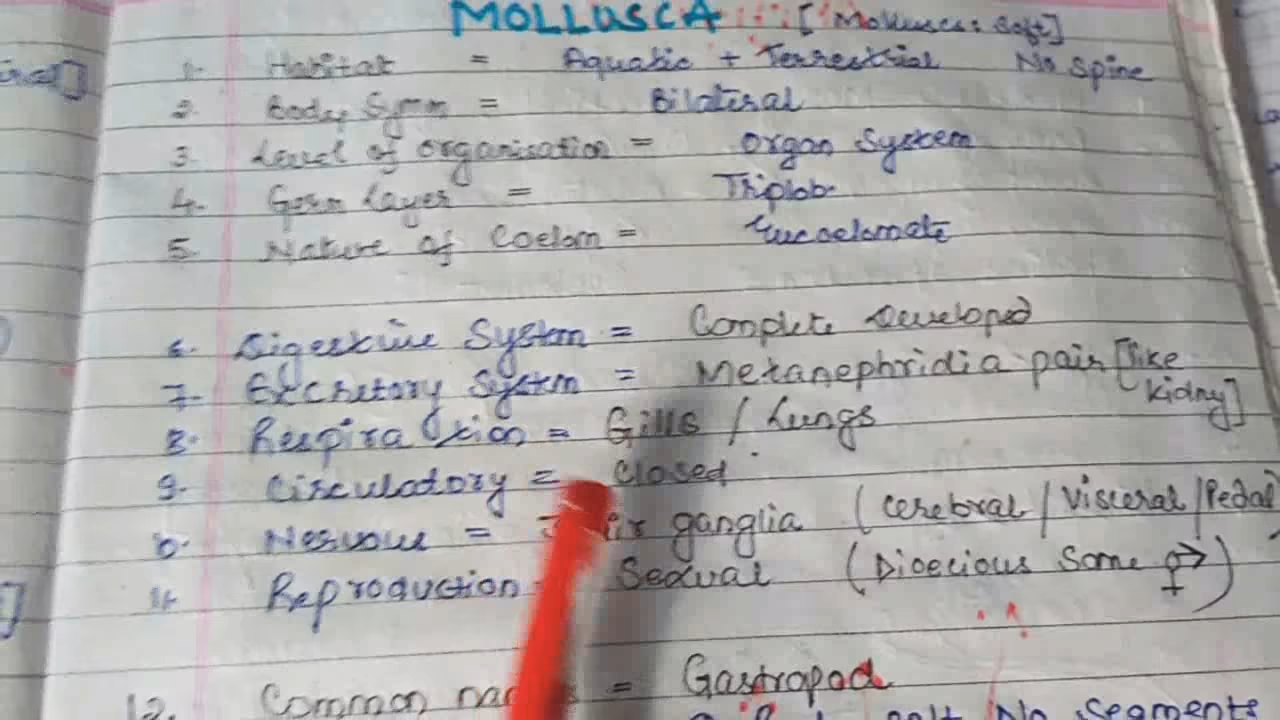 MOLLUSCA [Molluscs: Soft]
1. Habitat = Aquatic + Terrestrial No Spine
2. Body Symm = Bilateral
3. Level of organisation = Organ System
4. Germ Layer = Triplob.
5. Nature of Coelom = Eucoelomate
6. Digestive System = Complete Developed
7. Excretory System = Metanephridia pair [like
kidny]
8. Respiration = Gills / Lungs
9. Circulatory = Closed
10. Nervous = ganglia (Cerebral / Visceral / Pedal)
11. Reproduction = Sexual (Dioecious Some ⚥)
12. Common = Gastropod
No Segments